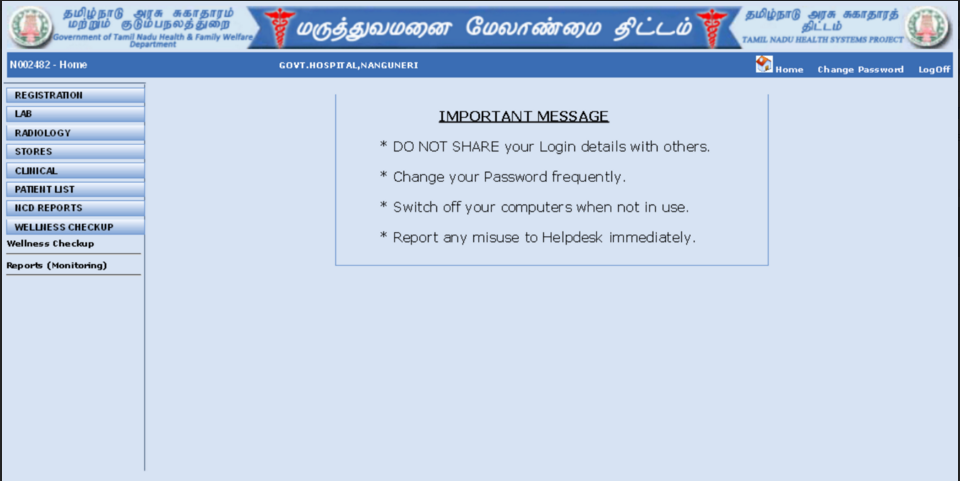 தமிழ்நாடு அரசு சுகாதாரம்
மற்றும் குடும்பநலத்துறை
Government of Tamil Nadu Health & Family Welfare
Department
மருத்துவமனை மேலாண்மை திட்டம்
தமிழ்நாடு அரசு சுகாதாரத்
திட்டம்
TAMIL NADU HEALTH SYSTEMS PROJECT
N002482 - Home
GOVT.HOSPITAL,NANGUNERI
Home Change Password LogOff
REGISTRATION
LAB
RADIOLOGY
STORES
CLINICAL
PATIENT LIST
NCD REPORTS
WELLNESS CHECKUP
Wellness Checkup
Reports (Monitoring)
IMPORTANT MESSAGE
* DO NOT SHARE your Login details with others.
* Change your Password frequently.
* Switch off your computers when not in use.
* Report any misuse to Helpdesk immediately.